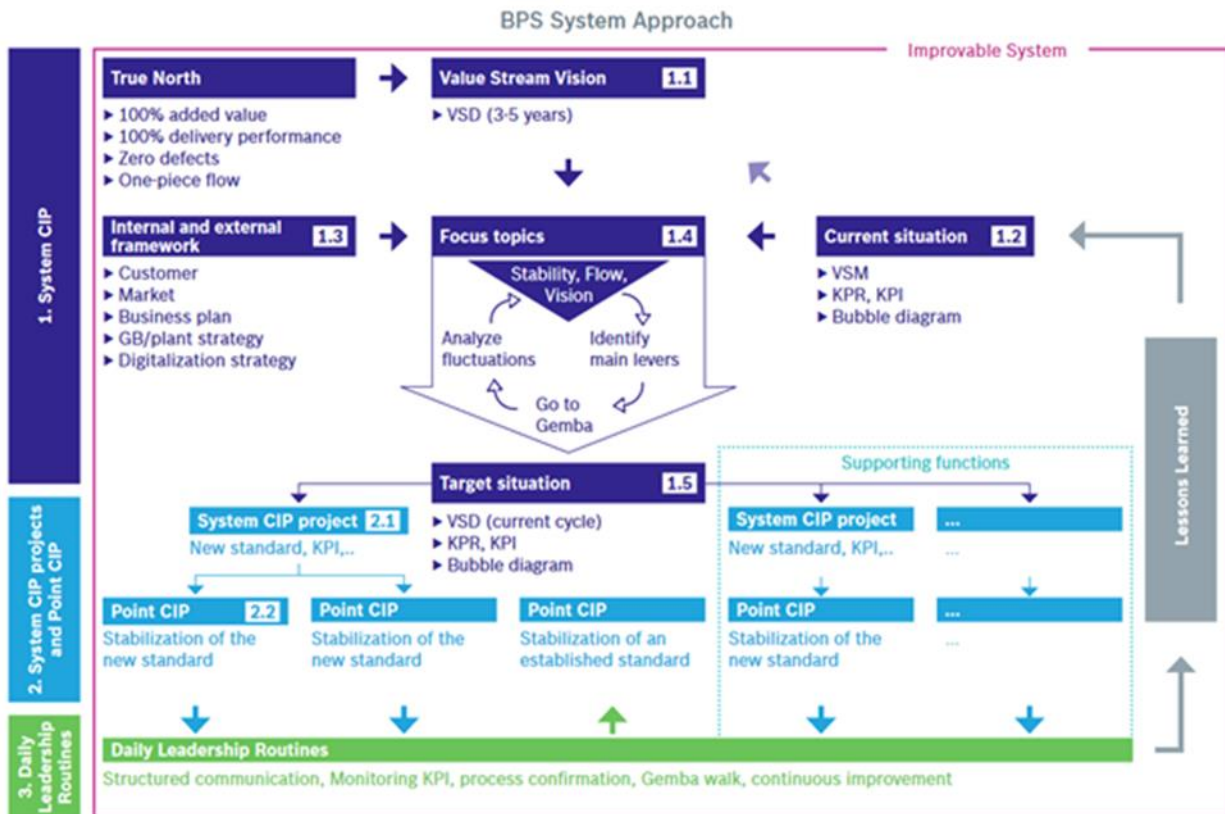 BPS System Approach
Improvable System
1. System CIP
True North
► 100% added value
► 100% delivery performance
► Zero defects
► One-piece flow
Value Stream Vision 1.1
► VSD (3-5 years)
Internal and external
framework 1.3
► Customer
► Market
► Business plan
► GB/plant strategy
► Digitalization strategy
Focus topics 1.4
Stability, Flow,
Vision
Analyze
fluctuations
Identify
main levers
Go to
Gemba
Current situation 1.2
► VSM
► KPR, KPI
► Bubble diagram
Lessons Learned
Target situation 1.5
► VSD (current cycle)
► KPR, KPI
► Bubble diagram
Supporting functions
2. System CIP projects
and Point CIP
System CIP project 2.1
New standard, KPI,..
System CIP project
New standard, KPI,..
...
...
Point CIP 2.2
Stabilization of the
new standard
Point CIP
Stabilization of the
new standard
Point CIP
Stabilization of an
established standard
Point CIP
Stabilization of the
new standard
...
...
3. Daily
Leadership
Routines
Daily Leadership Routines
Structured communication, Monitoring KPI, process confirmation, Gemba walk, continuous improvement